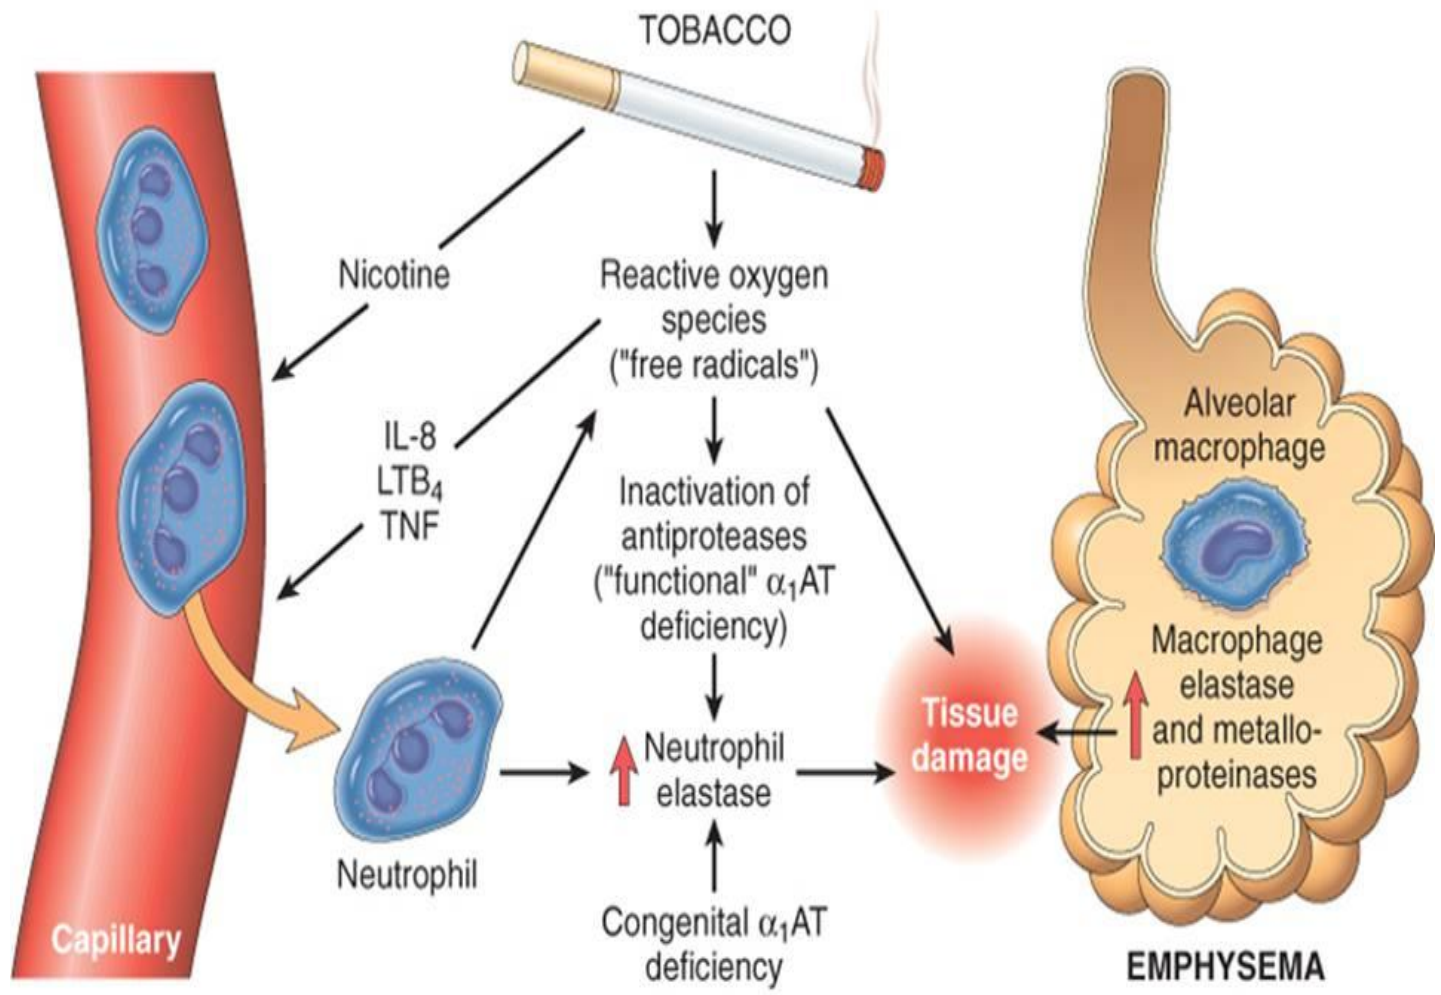 TOBACCO
Nicotine
Reactive oxygen
species
("free radicals")
IL-8
LTB₄
TNF
Inactivation of
antiproteases
("functional" α₁AT
deficiency)
Neutrophil
elastase
Neutrophil
Congenital α₁AT
deficiency
Capillary
Tissue
damage
Alveolar
macrophage
Macrophage
elastase
and metallo-
proteinases
EMPHYSEMA